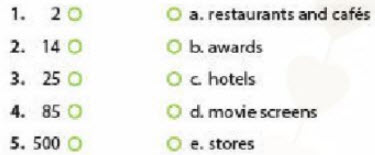 1. 2 a. restaurants and cafés
2. 14 b. awards
3. 25 c. hotels
4. 85 d. movie screens
5. 500 e. stores